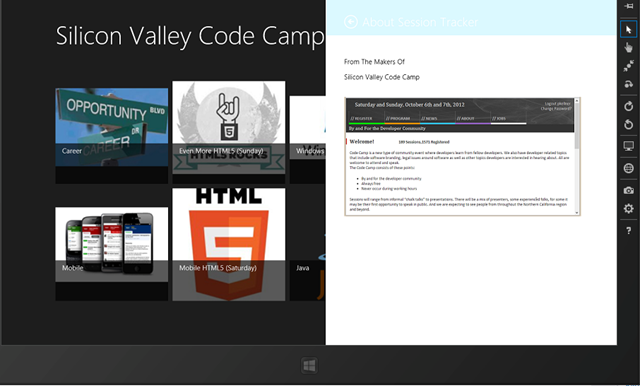 Silicon Valley Code Camp
OPPORTUNITY BLVD
CAREER DR
Career
HTML5 ROCKS
Even More HTML5 (Sunday)
Windows
Mobile
HTML
5
Mobile HTML5 (Saturday)
Java
About Session Tracker
From The Makers Of
Silicon Valley Code Camp
Saturday and Sunday, October 6th and 7th, 2012
// REGISTER // PROGRAM // NEWS // ABOUT // JOBS
By and For the Developer Community
Welcome! 189 Sessions,
Registered
Code Camp is a new type of community event where developers learn from fellow developers. We also have developer related topics
that include software branding, legal issues around software as well as other topics developers are interested in hearing about. All are
welcome to attend and speak.
The Code Camp consists of these points:
By and for the developer community
Always free
Never occur during working hours
Sessions will range from informal "chalk talks" to presentations. There will be a mix of presenters, some experienced folks, for some it
may be their first opportunity to speak in public. And we are expecting to see people from throughout the Northern California region
and beyond.
?